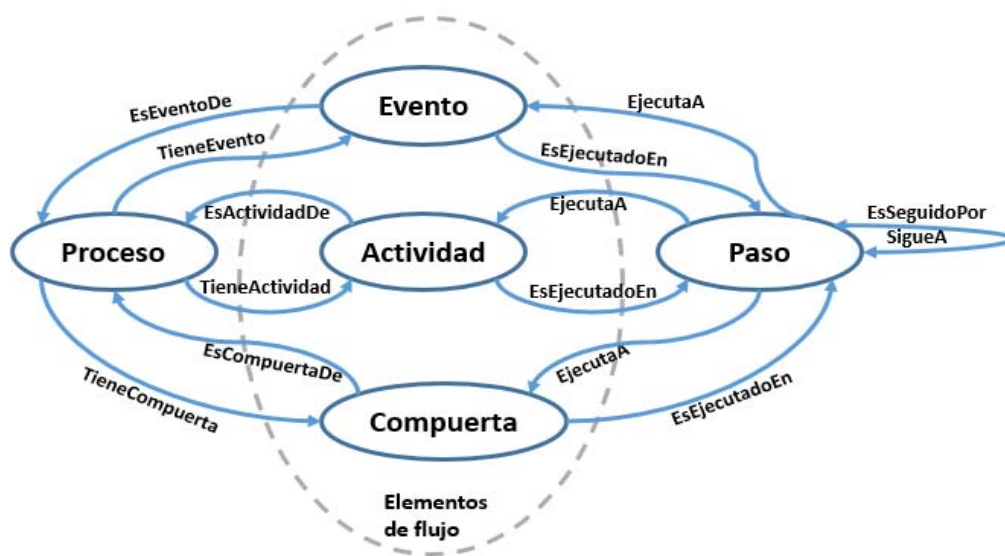 Evento
EsEventoDe
EjecutaA
TieneEvento
EsEjecutadoEn
EsActividadDe
EjecutaA
EsSeguidoPor
SigueA
Proceso
Actividad
Paso
TieneActividad
EsEjecutadoEn
EsCompuertaDe
EjecutaA
TieneCompuerta
EsEjecutadoEn
Compuerta
Elementos
de flujo